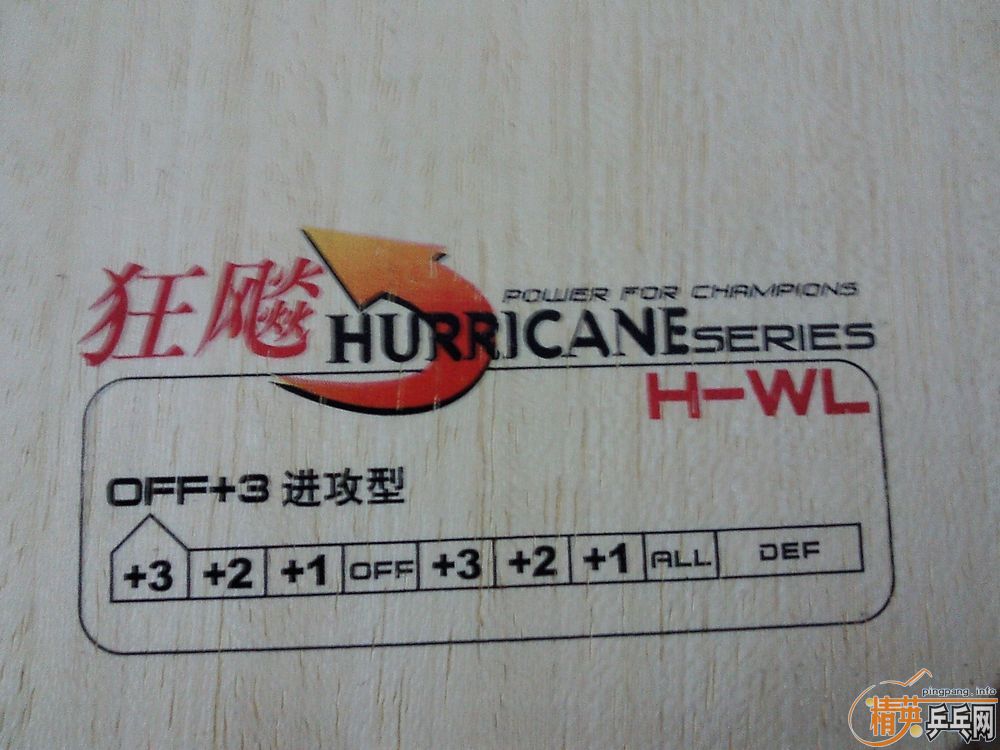 狂飚
POWER FOR CHAMPIONS
HURRICANE SERIES
H-WL
OFF+3 进攻型
+3 +2 +1 OFF +3 +2 +1 ALL DEF
pingpang.info
精英乒乓网